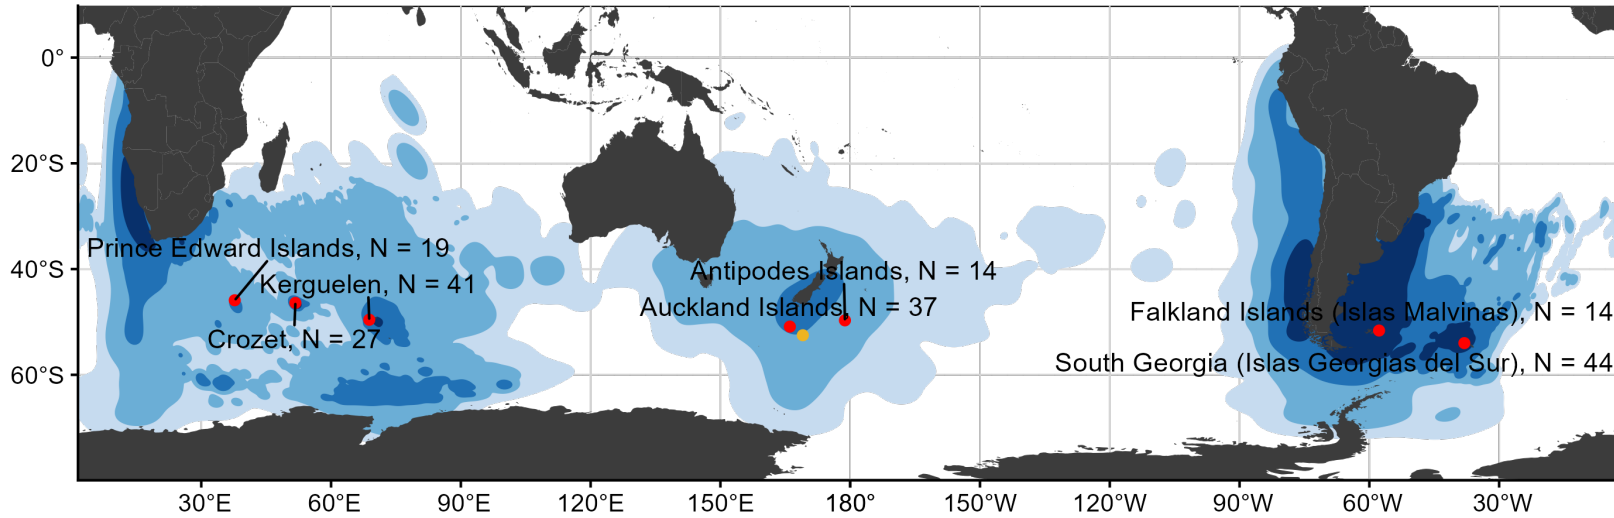 0°
20°S
40°S
60°S
Prince Edward Islands, N = 19
Kerguelen, N = 41
Crozet, N = 27
Antipodes Islands, N = 14
Auckland Islands, N = 37
Falkland Islands (Islas Malvinas), N = 14
South Georgia (Islas Georgias del Sur), N = 44
30°E 60°E 90°E 120°E 150°E 180° 150°W 120°W 90°W 60°W 30°W